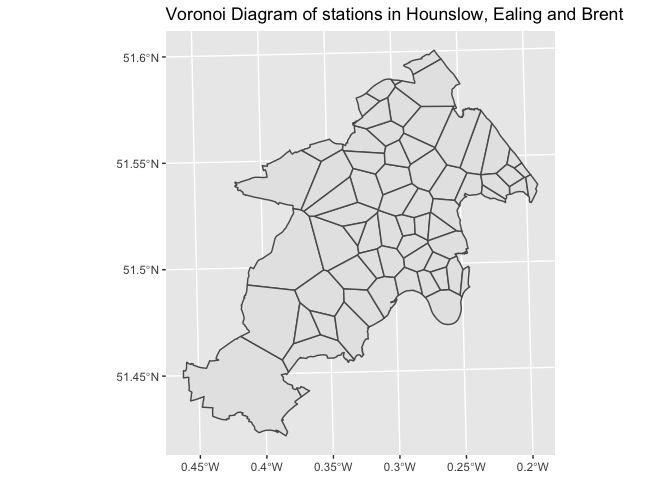 Voronoi Diagram of stations in Hounslow, Ealing and Brent
51.6°N
51.55°N
51.5°N
51.45°N
0.45°W 0.4°W 0.35°W 0.3°W 0.25°W 0.2°W